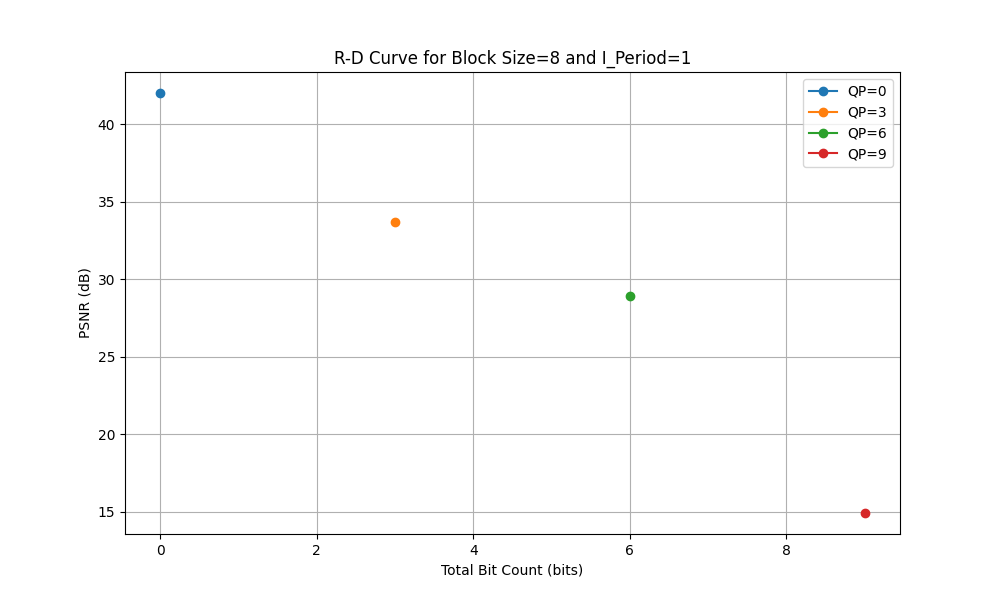 R-D Curve for Block Size=8 and I_Period=1
QP=0
QP=3
QP=6
QP=9
40
35
30
25
20
15
PSNR (dB)
0 2 4 6 8
Total Bit Count (bits)